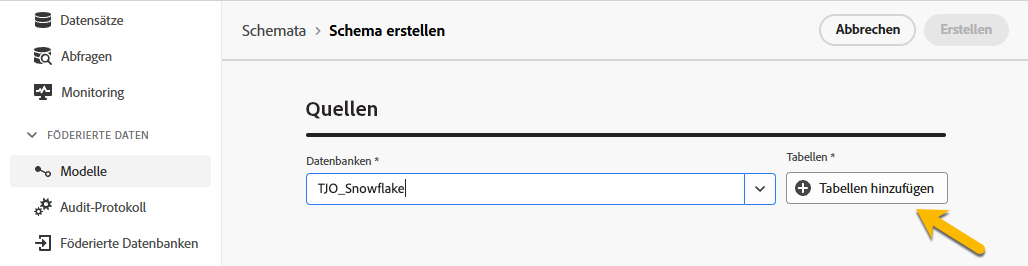 Datensätze
Abfragen
Monitoring
FÖDERIERTE DATEN
Modelle
Audit-Protokoll
Föderierte Datenbanken
Schemata > Schema erstellen
Abbrechen
Erstellen
Quellen
Datenbanken *
TJO_Snowflake
Tabellen *
Tabellen hinzufügen